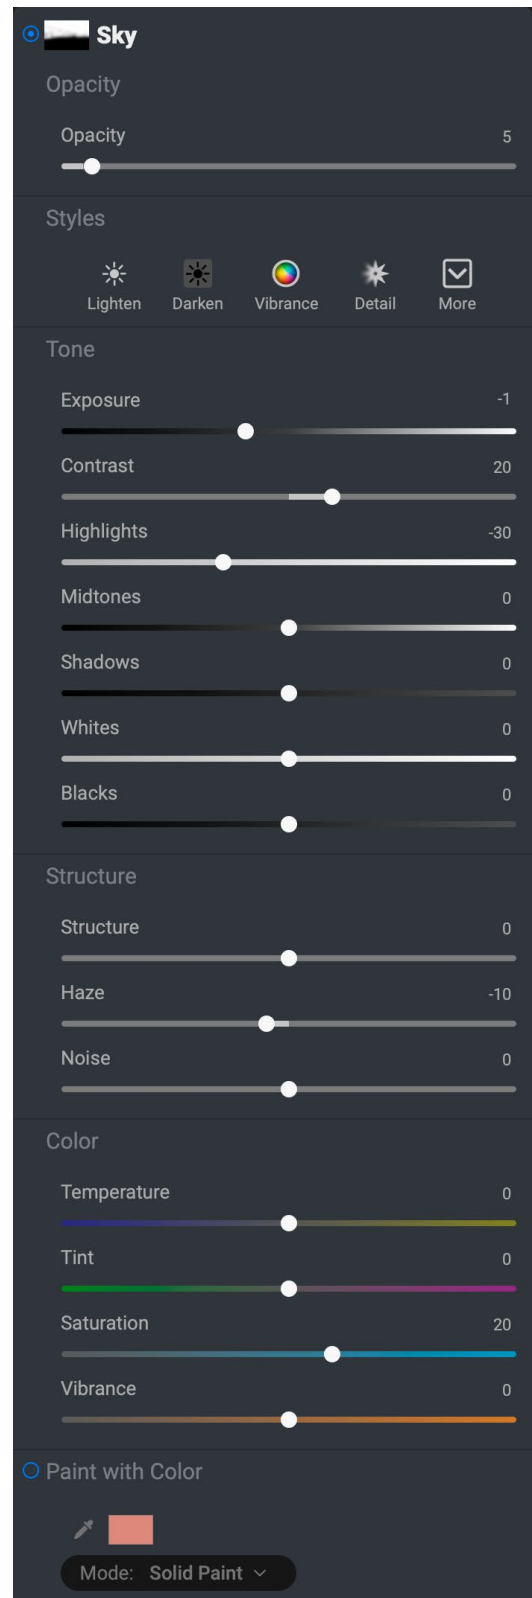 Sky
Opacity
Opacity 5
Styles
Lighten Darken Vibrance Detail More
Tone
Exposure -1
Contrast 20
Highlights -30
Midtones 0
Shadows 0
Whites 0
Blacks 0
Structure
Structure 0
Haze -10
Noise 0
Color
Temperature 0
Tint 0
Saturation 20
Vibrance 0
Paint with Color
Mode: Solid Paint